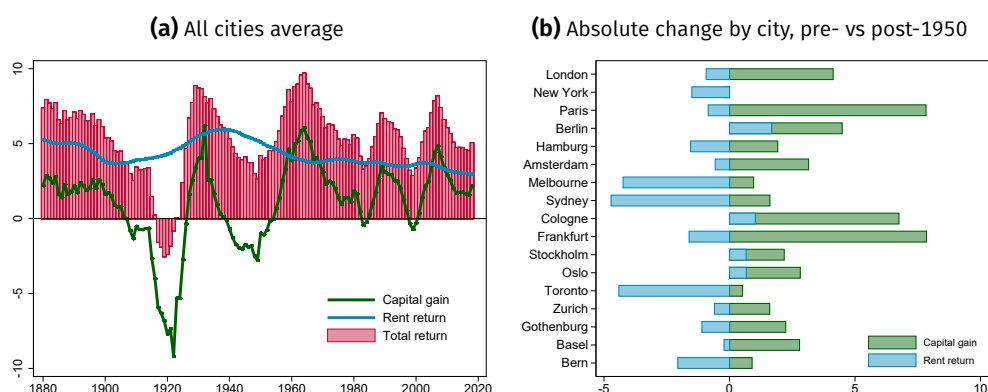 (a) All cities average
10
5
0
-5
-10
Capital gain
Rent return
Total return
1880 1900 1920 1940 1960 1980 2000 2020
(b) Absolute change by city, pre- vs post-1950
London
New York
Paris
Berlin
Hamburg
Amsterdam
Melbourne
Sydney
Cologne
Frankfurt
Stockholm
Oslo
Toronto
Zurich
Gothenburg
Basel
Bern
Capital gain
Rent return
-5 0 5 10